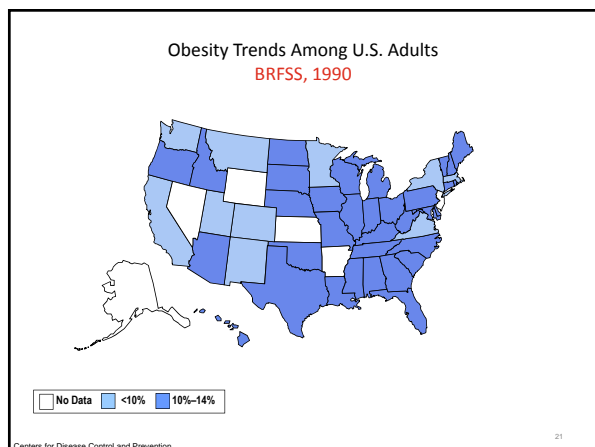 Obesity Trends Among U.S. Adults
BRFSS, 1990
No Data <10% 10%–14%
Centers for Disease Control and Prevention
21